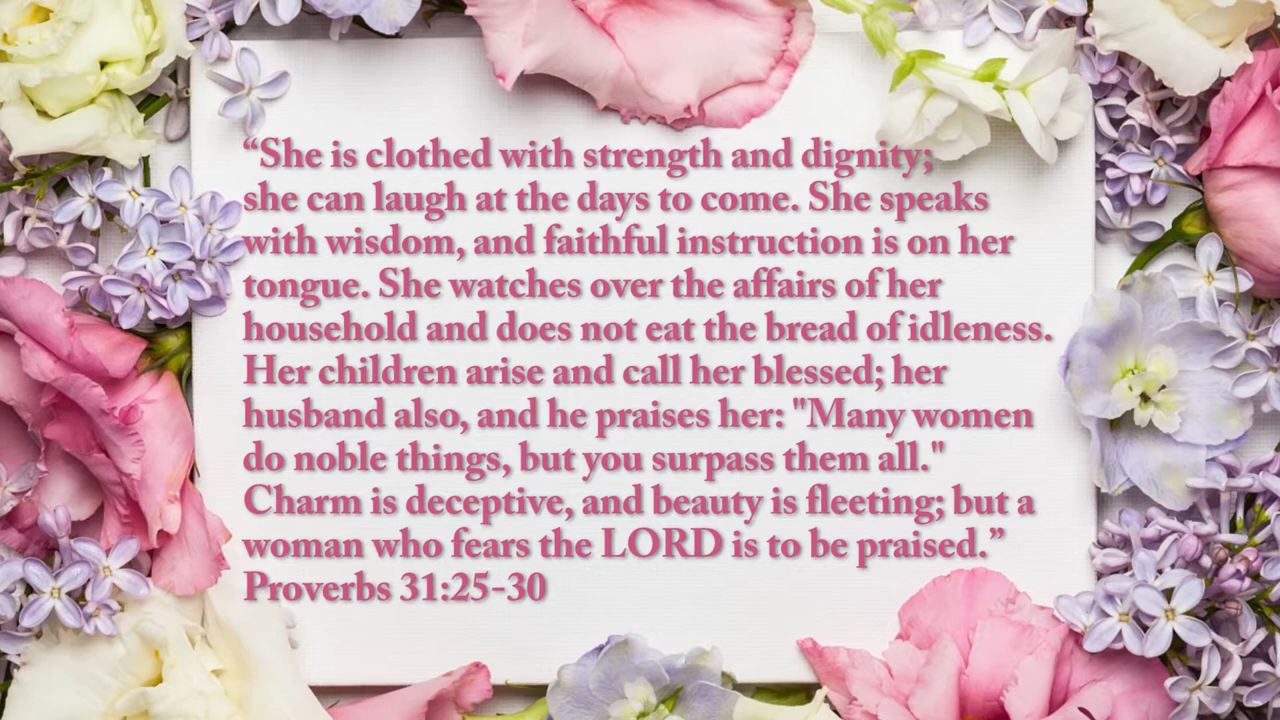 “She is clothed with strength and dignity;
she can laugh at the days to come. She speaks
with wisdom, and faithful instruction is on her
tongue. She watches over the affairs of her
household and does not eat the bread of idleness.
Her children arise and call her blessed; her
husband also, and he praises her: "Many women
do noble things, but you surpass them all."
Charm is deceptive, and beauty is fleeting; but a
woman who fears the LORD is to be praised.”
Proverbs 31:25-30